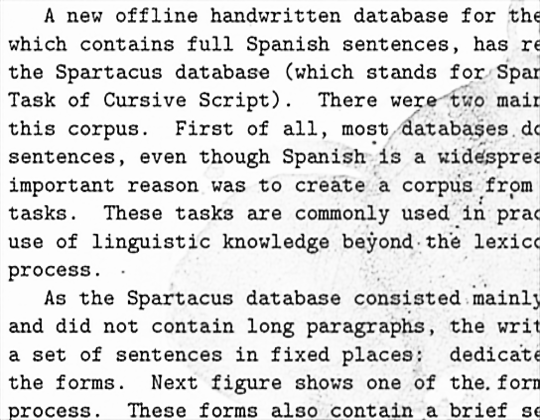 A new offline handwritten database for the
which contains full Spanish sentences, has re
the Spartacus database (which stands for Span
Task of Cursive Script). There were two main
this corpus. First of all, most databases do
sentences, even though Spanish is a widesprea
important reason was to create a corpus from
tasks. These tasks are commonly used in prac
use of linguistic knowledge beyond the lexico
process.
As the Spartacus database consisted mainly
and did not contain long paragraphs, the writ
a set of sentences in fixed places: dedicate
the forms. Next figure shows one of the form
process. These forms also contain a brief se